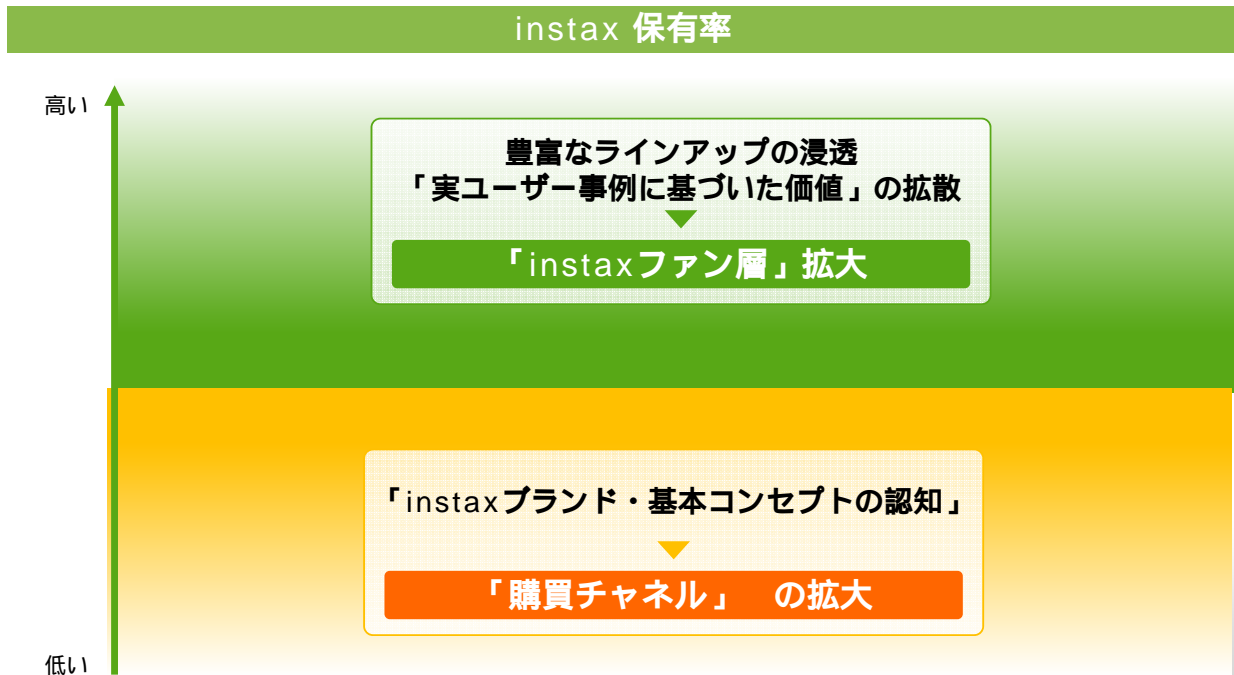 instax 保有率
高い
豊富なラインアップの浸透
「実ユーザー事例に基づいた価値」の拡散
「instaxファン層」拡大
「instaxブランド・基本コンセプトの認知」
「購買チャネル」 の拡大
低い